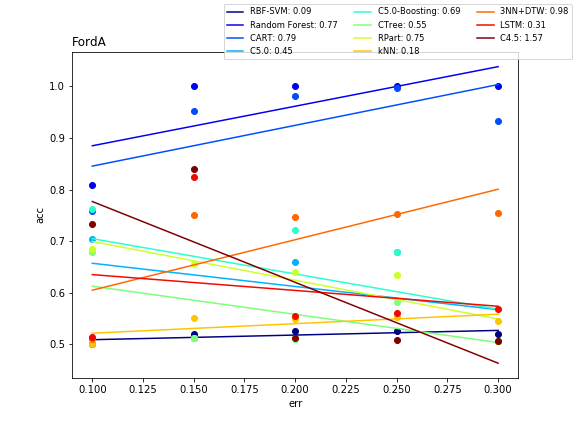 RBF-SVM: 0.09
Random Forest: 0.77
CART: 0.79
C5.0: 0.45
C5.0-Boosting: 0.69
CTree: 0.55
RPart: 0.75
kNN: 0.18
3NN+DTW: 0.98
LSTM: 0.31
C4.5: 1.57
FordA
1.0
0.9
0.8
0.7
0.6
0.5
acc
0.100 0.125 0.150 0.175 0.200 0.225 0.250 0.275 0.300
err